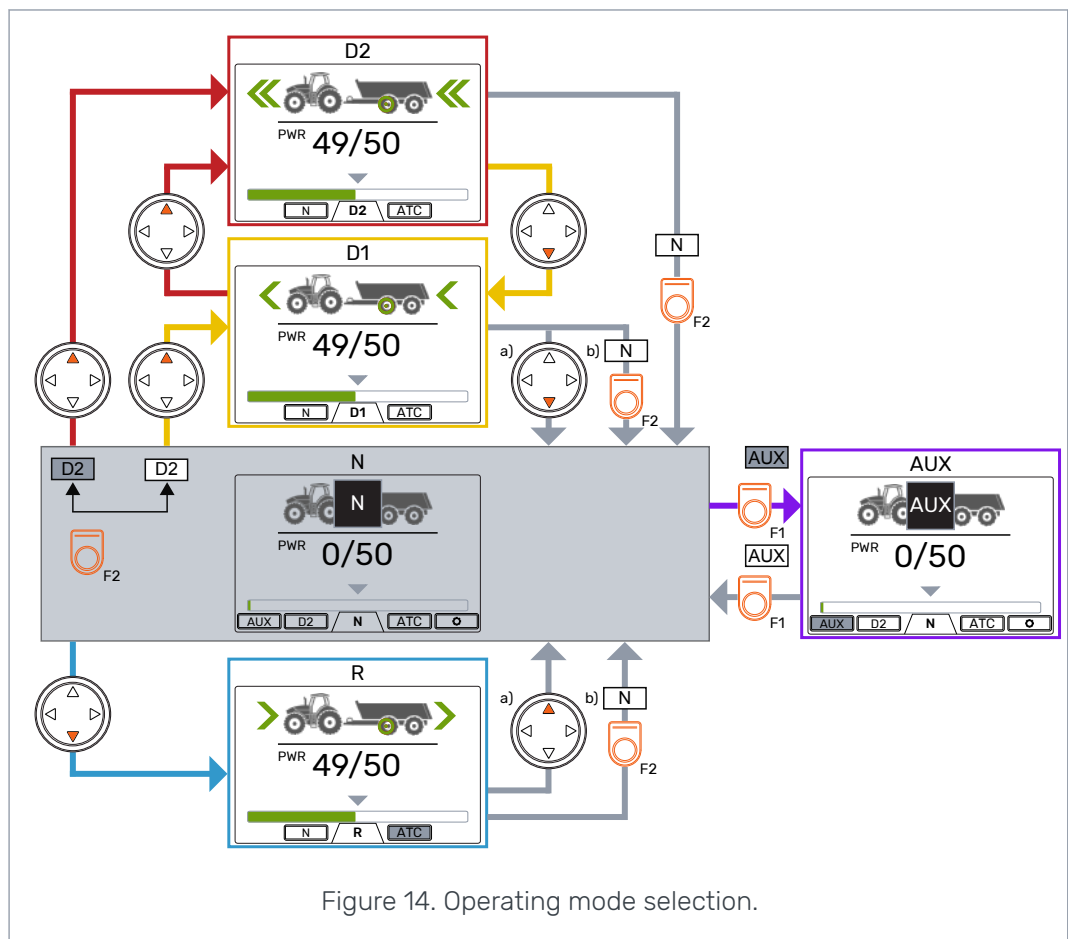 D2
PWR 49/50
N D2 ATC
D1
PWR 49/50
N D1 ATC
N
F2
a)
b) N
F2
D2 D2
F2
N
N
PWR 0/50
AUX D2 N ATC
AUX
F1
AUX
F1
AUX
AUX
PWR 0/50
AUX D2 N ATC
R
PWR 49/50
N R ATC
a)
b) N
F2
Figure 14. Operating mode selection.